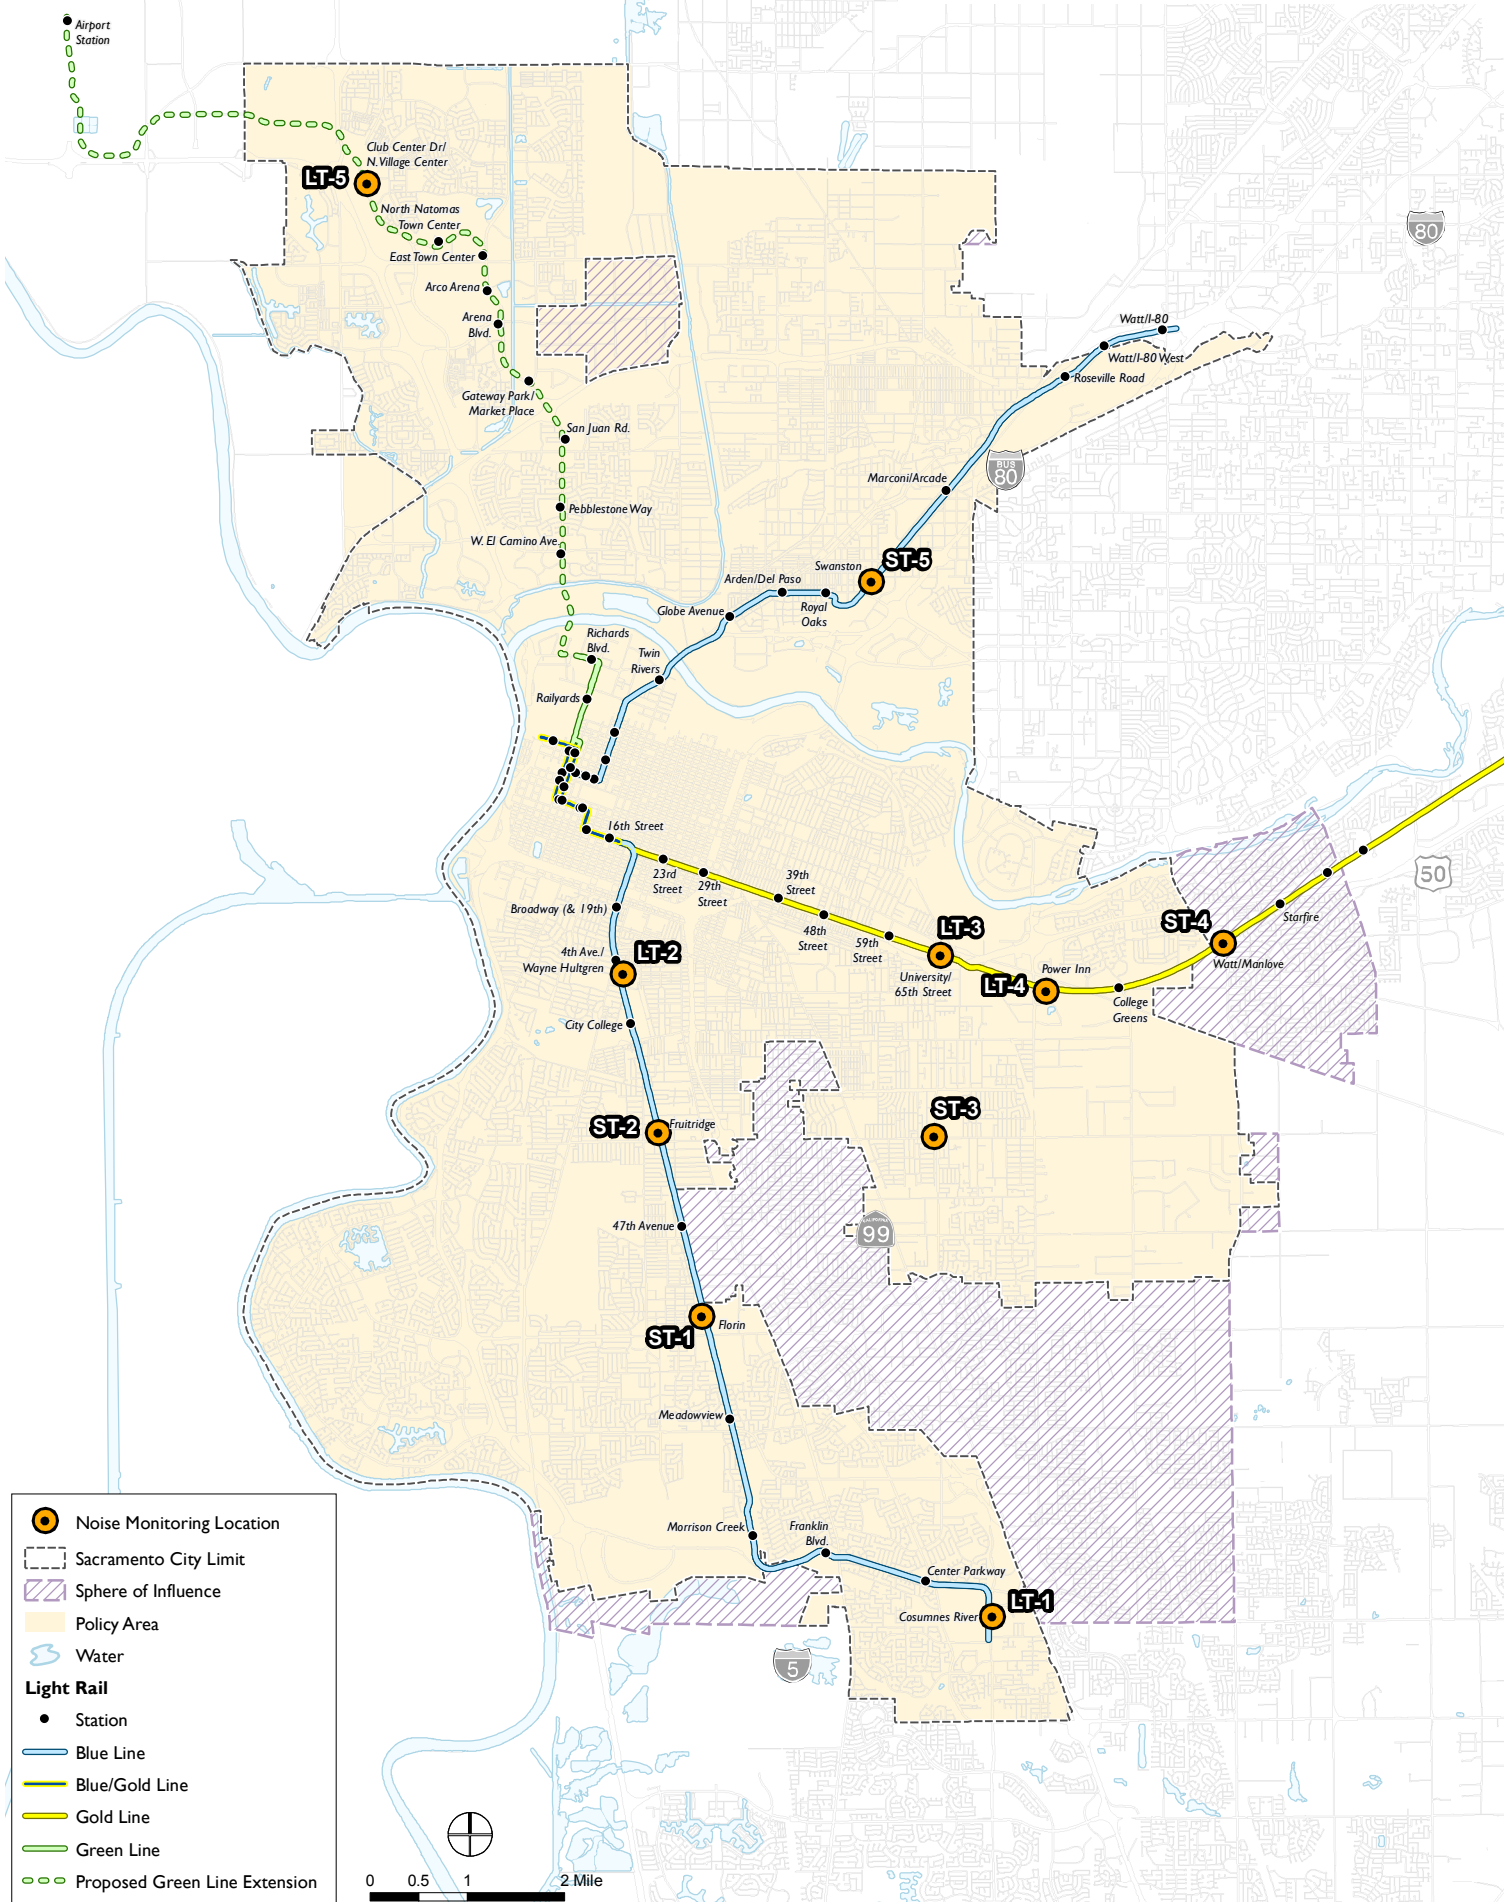 Airport
Station
Club Center Dr/
N.Village Center
LT-5
North Natomas
Town Center
East Town Center
Arco Arena
Arena
Blvd.
Gateway Park/
Market Place
San Juan Rd.
Pebblestone Way
W. El Camino Ave.
80
Watt/I-80
Watt/I-80 West
Roseville Road
BUS
80
Marconi/Arcade
ST-5
Swanston
Arden/Del Paso
Royal
Oaks
Globe Avenue
Richards
Blvd.
Twin
Rivers
Railyards
16th Street
23rd
Street
29th
Street
39th
Street
48th
Street
59th
Street
50
Starfire
ST-4
Watt/Manlove
LT-3
University/
65th Street
Power Inn
LT-4
College
Greens
Broadway (& 19th)
4th Ave./
Wayne Hultgren
LT-2
City College
ST-3
ST-2
Fruitridge
47th Avenue
CALIFORNIA
99
ST-1
Florin
Meadowview
Morrison Creek
Franklin
Blvd.
Center Parkway
LT-1
Cosumnes River
5
Noise Monitoring Location
Sacramento City Limit
Sphere of Influence
Policy Area
Water
Light Rail
Station
Blue Line
Blue/Gold Line
Gold Line
Green Line
Proposed Green Line Extension
0 0.5 1 2 Mile